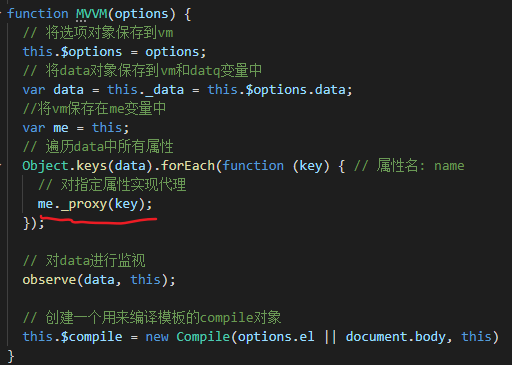 function MVVM(options) {
// 将选项对象保存到vm
this.$options = options;
// 将data对象保存到vm和datq变量中
var data = this._data = this.$options.data;
//将vm保存在me变量中
var me = this;
// 遍历data中所有属性
Object.keys(data).forEach(function (key) { // 属性名: name
// 对指定属性实现代理
me._proxy(key);
});
// 对data进行监视
observe(data, this);
// 创建一个用来编译模板的compile对象
this.$compile = new Compile(options.el || document.body, this)
}